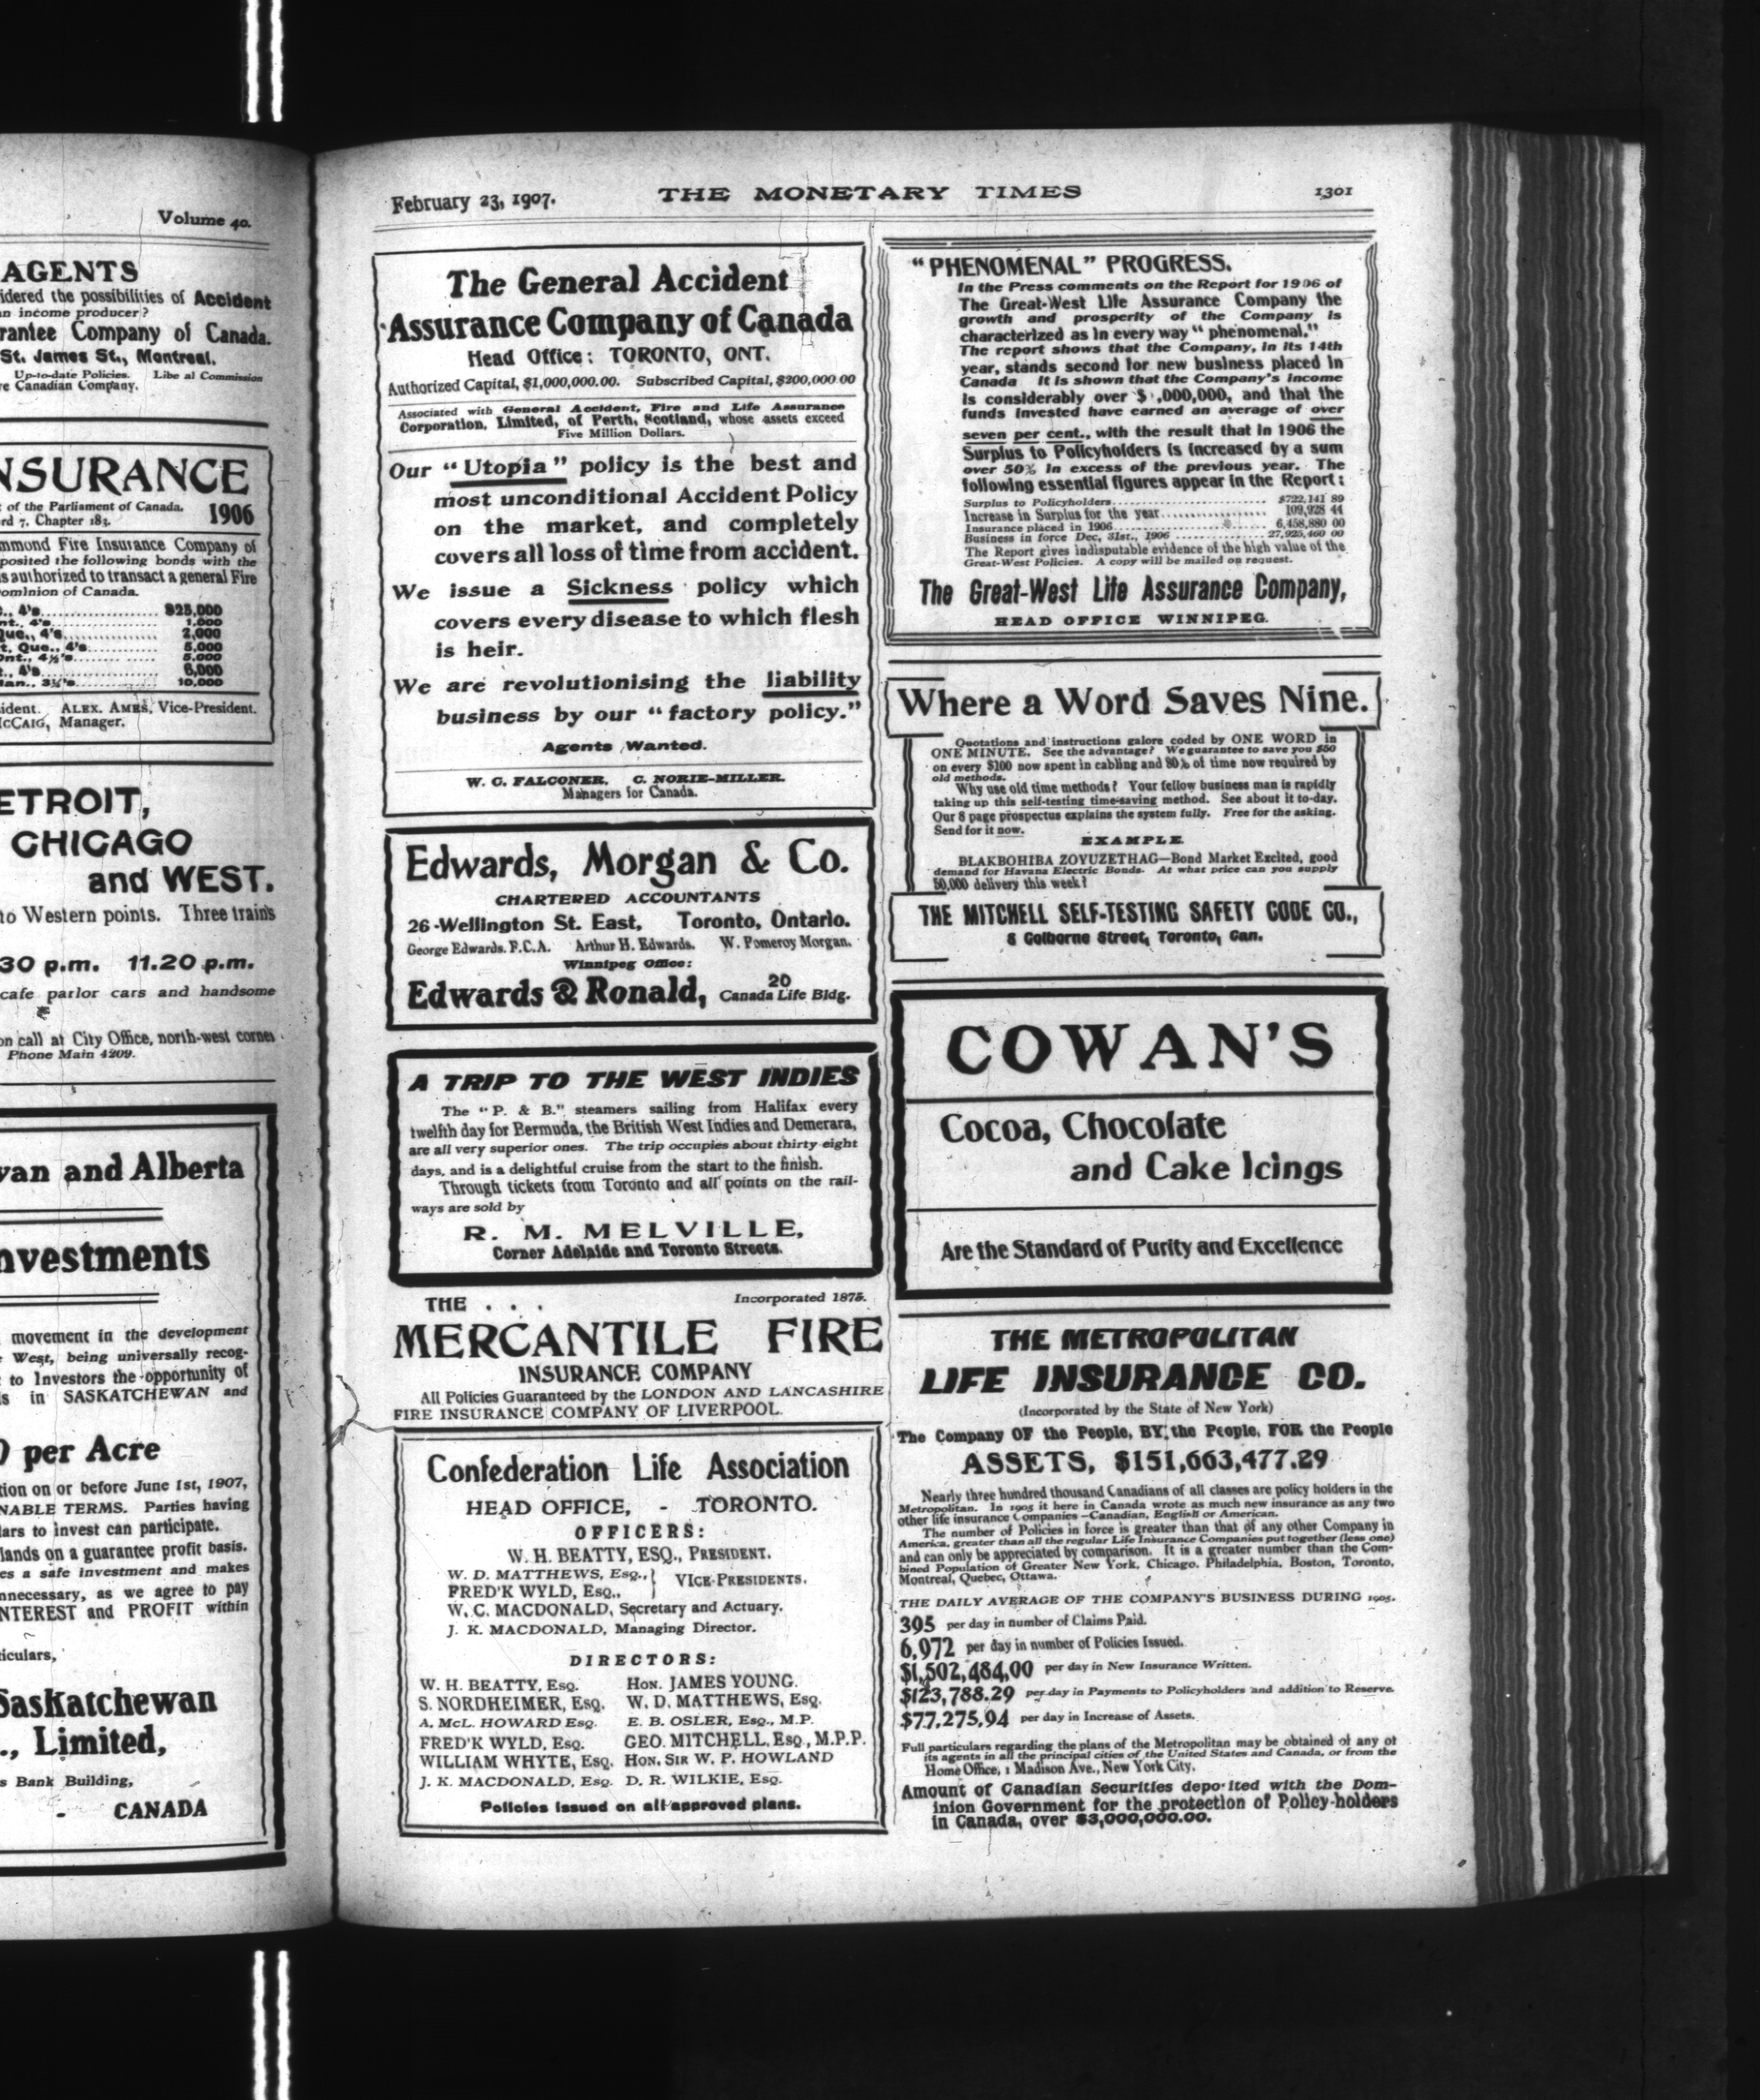 Volume 40.
AGENTS
idered the possibilities of Accident
an income producer?
rantee Company of Canada.
St. James St., Montreal.
Up-to-date Policies. Libe al Commission
re Canadian Company.
NSURANCE
t of the Parliament of Canada.
rd 7, Chapter 183. 1906
mmond Fire Insurance Company of
posited the following bonds with the
s authorized to transact a general Fire
ominion of Canada.
., 4's.......... $25,000
nt., 4's.......... 1,000
Que., 4's.......... 2,000
t, Que., 4's.......... 5,000
Ont., 4½'s.......... 5,000
t., 4's.......... 6,000
Man., 3½'s.......... 10,000
sident. ALEX. AMES, Vice-President.
McCAIG, Manager.
ETROIT,
CHICAGO
and WEST.
to Western points. Three trains
30 p.m. 11.20 p.m.
cafe parlor cars and handsome
on call at City Office, north-west corner
Phone Main 4209.
van and Alberta
nvestments
movement in the development
West, being universally recog-
to Investors the opportunity of
s in SASKATCHEWAN and
0 per Acre
tion on or before June 1st, 1907,
NABLE TERMS. Parties having
lars to invest can participate.
lands on a guarantee profit basis.
es a safe investment and makes
nnecessary, as we agree to pay
NTEREST and PROFIT within
ticulars,
Saskatchewan
., Limited,
s Bank Building,
- CANADA
February 23, 1907. THE MONETARY TIMES 1301
The General Accident
Assurance Company of Canada
Head Office: TORONTO, ONT.
Authorized Capital, $1,000,000.00. Subscribed Capital, $200,000.00
Associated with General Accident, Fire and Life Assurance
Corporation, Limited, of Perth, Scotland, whose assets exceed
Five Million Dollars.
Our "Utopia" policy is the best and
most unconditional Accident Policy
on the market, and completely
covers all loss of time from accident.
We issue a Sickness policy which
covers every disease to which flesh
is heir.
We are revolutionising the liability
business by our "factory policy."
Agents Wanted.
W. G. FALCONER, C. NORIE-MILLER.
Managers for Canada.
Edwards, Morgan & Co.
CHARTERED ACCOUNTANTS
26-Wellington St. East, Toronto, Ontario.
George Edwards. F.C.A. Arthur H. Edwards. W. Pomeroy Morgan.
Winnipeg Office:
Edwards & Ronald, 20 Canada Life Bldg.
A TRIP TO THE WEST INDIES
The "P. & B." steamers sailing from Halifax every
twelfth day for Bermuda, the British West Indies and Demerara,
are all very superior ones. The trip occupies about thirty-eight
days, and is a delightful cruise from the start to the finish.
Through tickets from Toronto and all points on the rail-
ways are sold by
R. M. MELVILLE,
Corner Adelaide and Toronto Streets.
THE . . . Incorporated 1875.
MERCANTILE FIRE
INSURANCE COMPANY
All Policies Guaranteed by the LONDON AND LANCASHIRE
FIRE INSURANCE COMPANY OF LIVERPOOL.
Confederation Life Association
HEAD OFFICE, - TORONTO.
OFFICERS:
W. H. BEATTY, ESQ., PRESIDENT.
W. D. MATTHEWS, Esq.,
FRED'K WYLD, Esq., } VICE-PRESIDENTS.
W. C. MACDONALD, Secretary and Actuary.
J. K. MACDONALD, Managing Director.
DIRECTORS:
W. H. BEATTY, Esq. HON. JAMES YOUNG.
S. NORDHEIMER, Esq. W. D. MATTHEWS, Esq.
A. McL. HOWARD Esq. E. B. OSLER, Esq., M.P.
FRED'K WYLD, Esq. GEO. MITCHELL, Esq., M.P.P.
WILLIAM WHYTE, Esq. HON. SIR W. P. HOWLAND
J. K. MACDONALD, Esq. D. R. WILKIE, Esq.
Policies issued on all approved plans.
"PHENOMENAL" PROGRESS.
In the Press comments on the Report for 1906 of
The Great-West Life Assurance Company the
growth and prosperity of the Company is
characterized as in every way "phenomenal."
The report shows that the Company, in its 14th
year, stands second for new business placed in
Canada It is shown that the Company's income
is considerably over $ ,000,000, and that the
funds invested have earned an average of over
seven per cent., with the result that in 1906 the
Surplus to Policyholders is increased by a sum
over 50% in excess of the previous year. The
following essential figures appear in the Report:
Surplus to Policyholders.......... $722,141 89
Increase in Surplus for the year.......... 109,928 44
Insurance placed in 1906.......... 6,458,880 00
Business in force Dec, 31st., 1906 .......... 27,925,460 00
The Report gives indisputable evidence of the high value of the
Great-West Policies. A copy will be mailed on request.
The Great-West Life Assurance Company,
HEAD OFFICE WINNIPEG.
Where a Word Saves Nine.
Quotations and instructions galore coded by ONE WORD in
ONE MINUTE. See the advantage? We guarantee to save you $50
on every $100 now spent in cabling and 80% of time now required by
old methods.
Why use old time methods? Your fellow business man is rapidly
taking up this self-testing time-saving method. See about it to-day.
Our 8 page prospectus explains the system fully. Free for the asking.
Send for it now.
EXAMPLE.
BLAKBOHIBA ZOYUZETHAG—Bond Market Excited, good
demand for Havana Electric Bonds. At what price can you supply
50,000 delivery this week?
THE MITCHELL SELF-TESTING SAFETY CODE CO.,
8 Colborne Street, Toronto, Can.
COWAN'S
Cocoa, Chocolate
and Cake Icings
Are the Standard of Purity and Excellence
THE METROPOLITAN
LIFE INSURANCE CO.
(Incorporated by the State of New York)
The Company OF the People, BY the People, FOR the People
ASSETS, $151,663,477.29
Nearly three hundred thousand Canadians of all classes are policy holders in the
Metropolitan. In 1905 it here in Canada wrote as much new insurance as any two
other life insurance Companies—Canadian, English or American.
The number of Policies in force is greater than that of any other Company in
America, greater than all the regular Life Insurance Companies put together (less one)
and can only be appreciated by comparison. It is a greater number than the Com-
bined Population of Greater New York, Chicago, Philadelphia, Boston, Toronto,
Montreal, Quebec, Ottawa.
THE DAILY AVERAGE OF THE COMPANY'S BUSINESS DURING 1905.
395 per day in number of Claims Paid.
6,972 per day in number of Policies Issued.
$1,502,484.00 per day in New Insurance Written.
$123,788.29 per day in Payments to Policyholders and addition to Reserve.
$77,275.94 per day in Increase of Assets.
Full particulars regarding the plans of the Metropolitan may be obtained of any of
its agents in all the principal cities of the United States and Canada, or from the
Home Office, 1 Madison Ave., New York City.
Amount of Canadian Securities deposited with the Dom-
inion Government for the protection of Policy-holders
in Canada, over $3,000,000.00.